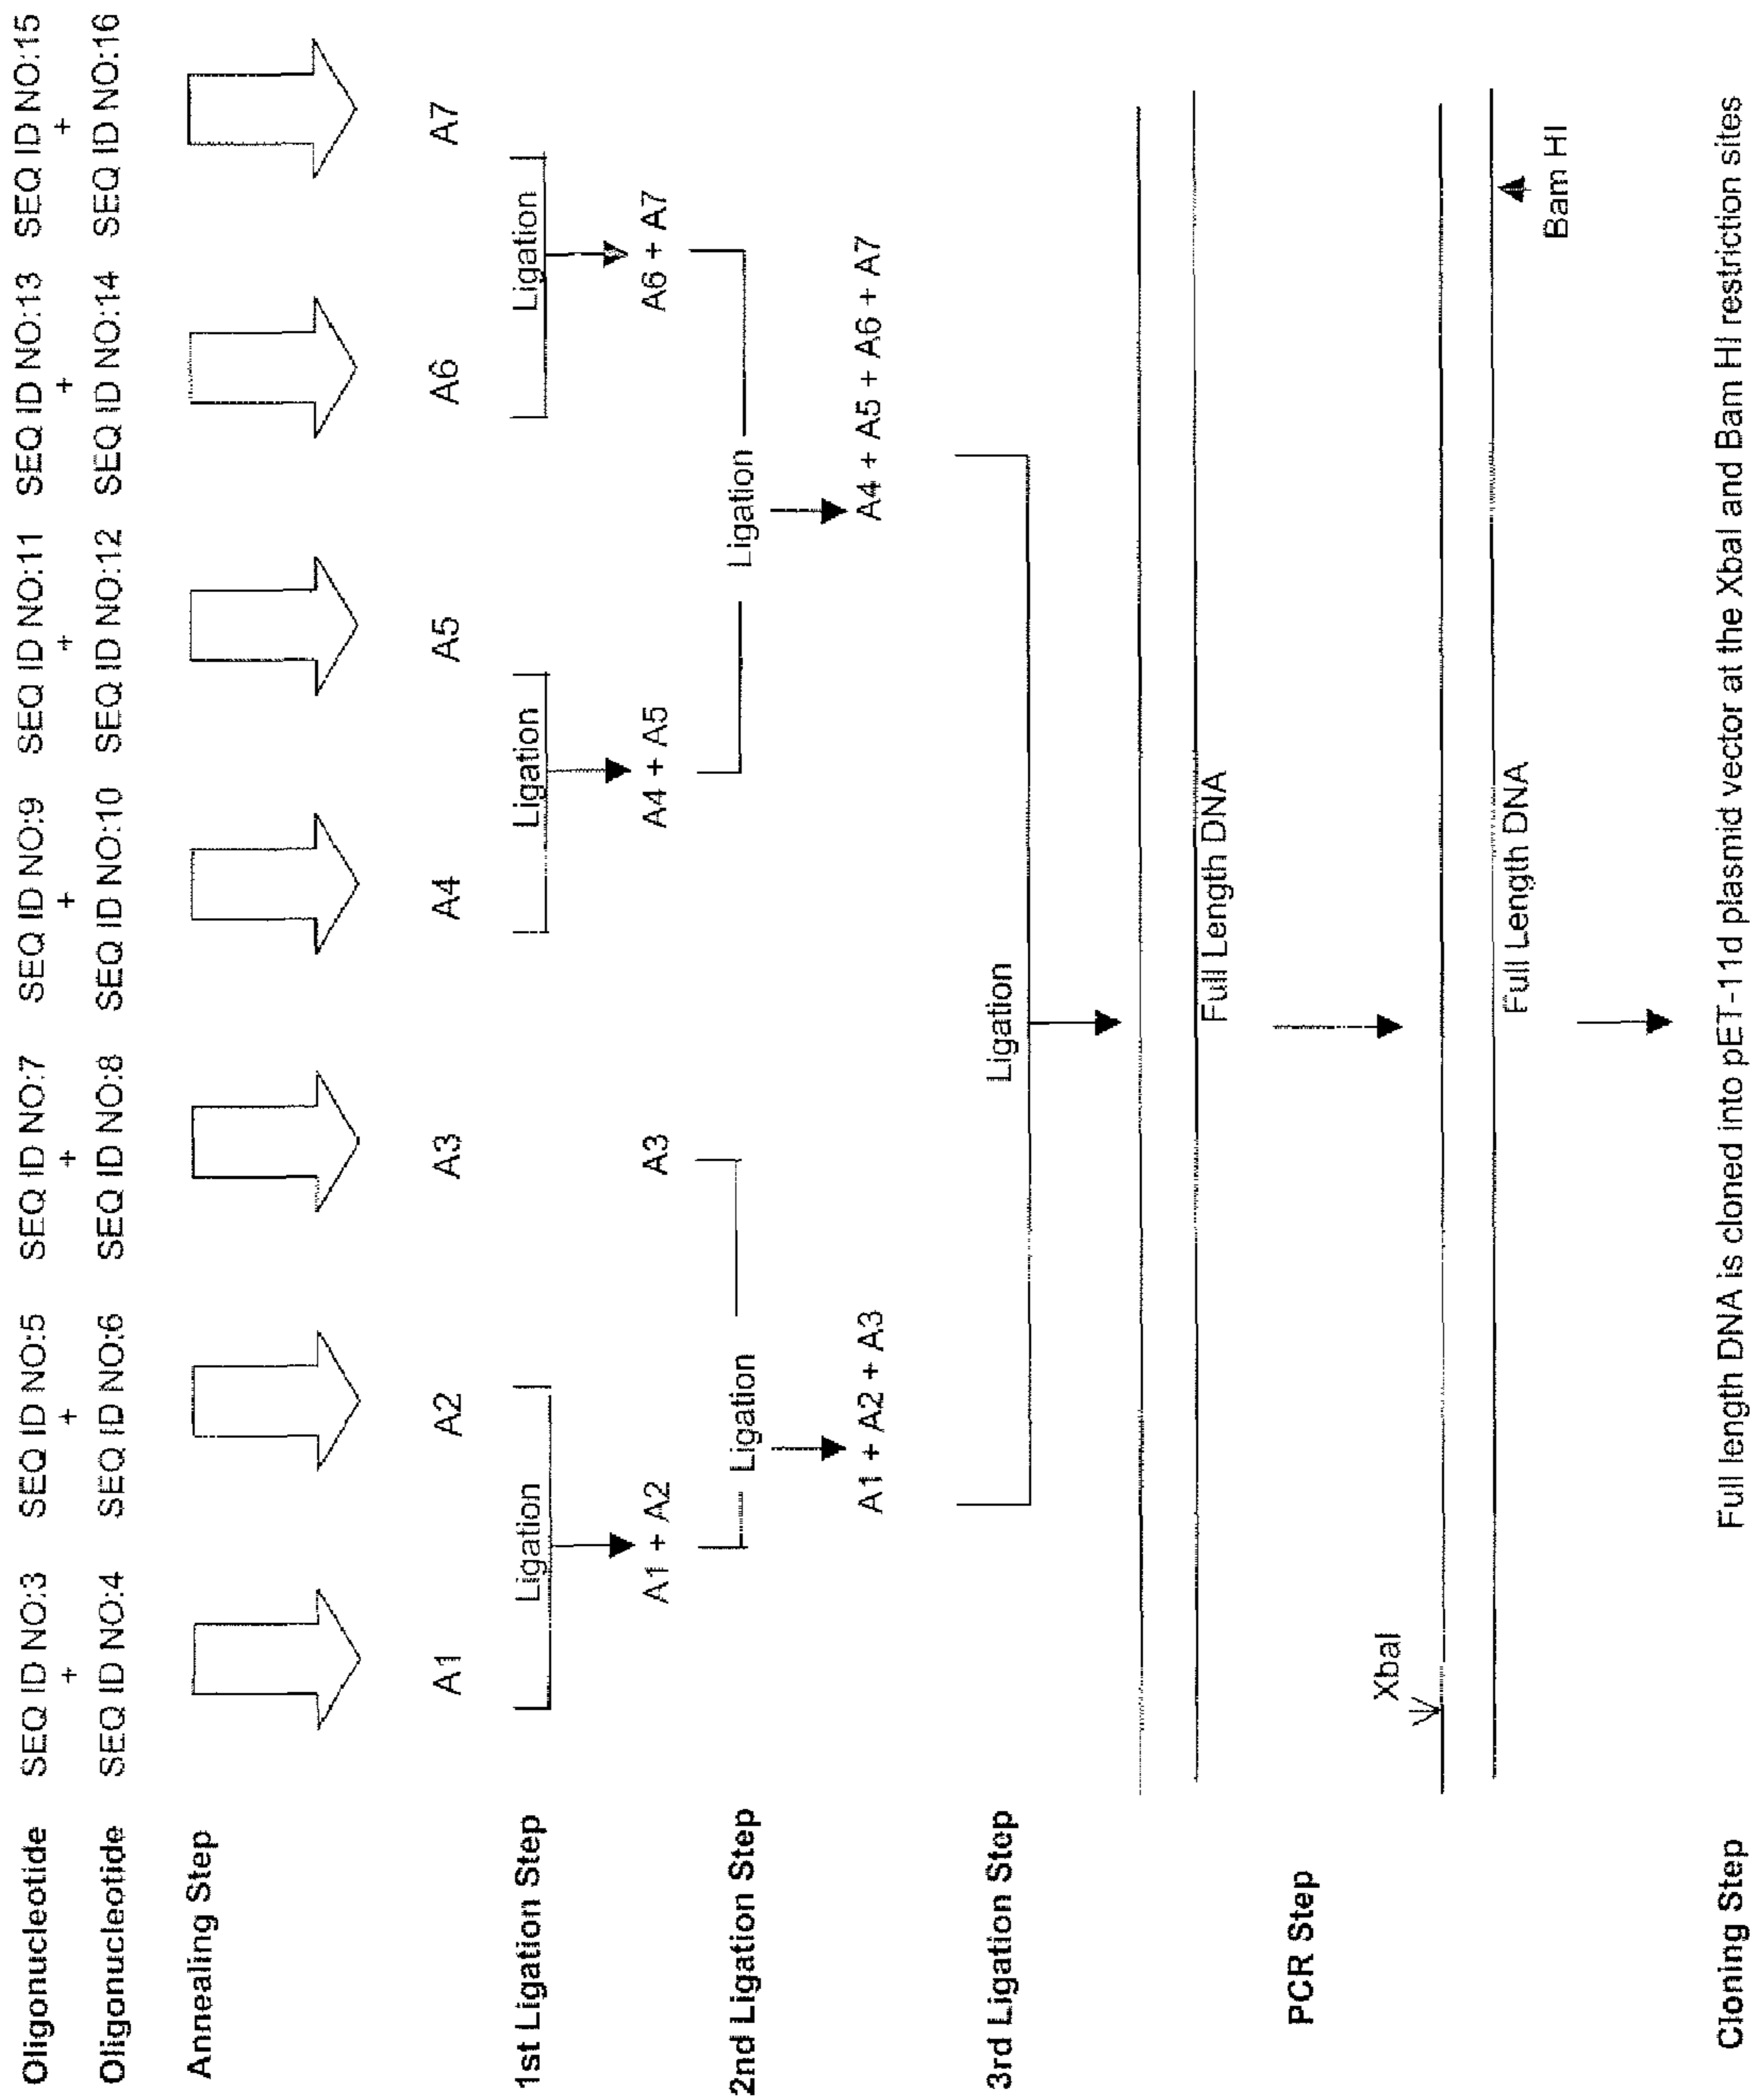 Oligonucleotide SEQ ID NO:3 SEQ ID NO:5 SEQ ID NO:7 SEQ ID NO:9 SEQ ID NO:11 SEQ ID NO:13 SEQ ID NO:15
+ + + + + + +
Oligonucleotide SEQ ID NO:4 SEQ ID NO:6 SEQ ID NO:8 SEQ ID NO:10 SEQ ID NO:12 SEQ ID NO:14 SEQ ID NO:16
Annealing Step
A1 A2 A3 A4 A5 A6 A7
1st Ligation Step Ligation Ligation Ligation
A1 + A2 A3 A4 + A5 A6 + A7
2nd Ligation Step Ligation Ligation
A1 + A2 + A3 A4 + A5 + A6 + A7
3rd Ligation Step Ligation
Full Length DNA
PCR Step
XbaI
Full Length DNA
Bam HI
Cloning Step Full length DNA is cloned into pET-11d plasmid vector at the XbaI and Bam HI restriction sites